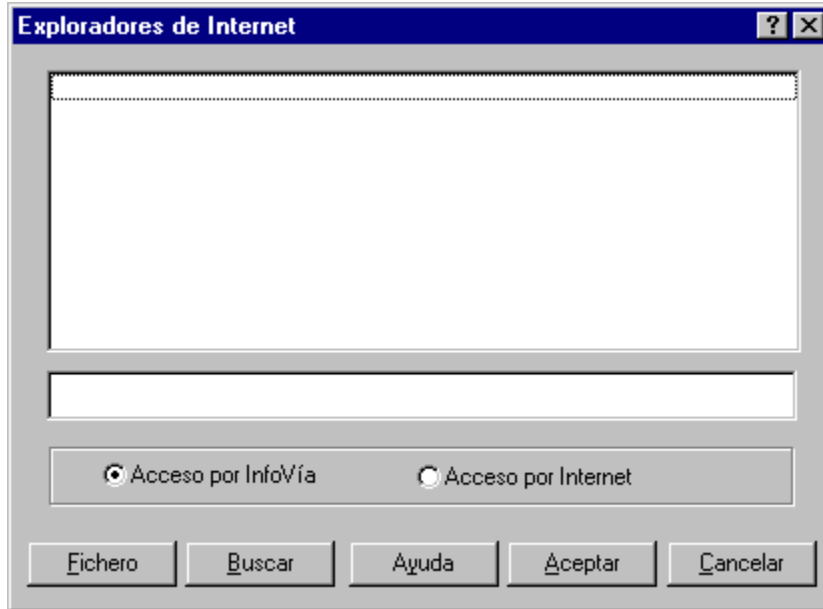 Exploradores de Internet
Acceso por InfoVía Acceso por Internet
Fichero Buscar Ayuda Aceptar Cancelar